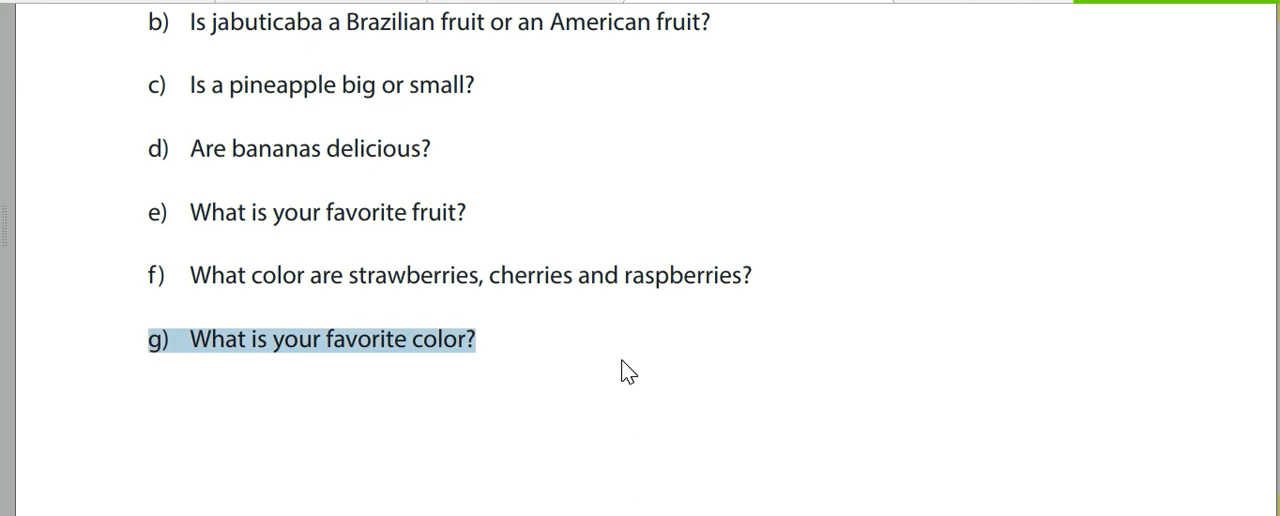 b) Is jabuticaba a Brazilian fruit or an American fruit?
c) Is a pineapple big or small?
d) Are bananas delicious?
e) What is your favorite fruit?
f) What color are strawberries, cherries and raspberries?
g) What is your favorite color?